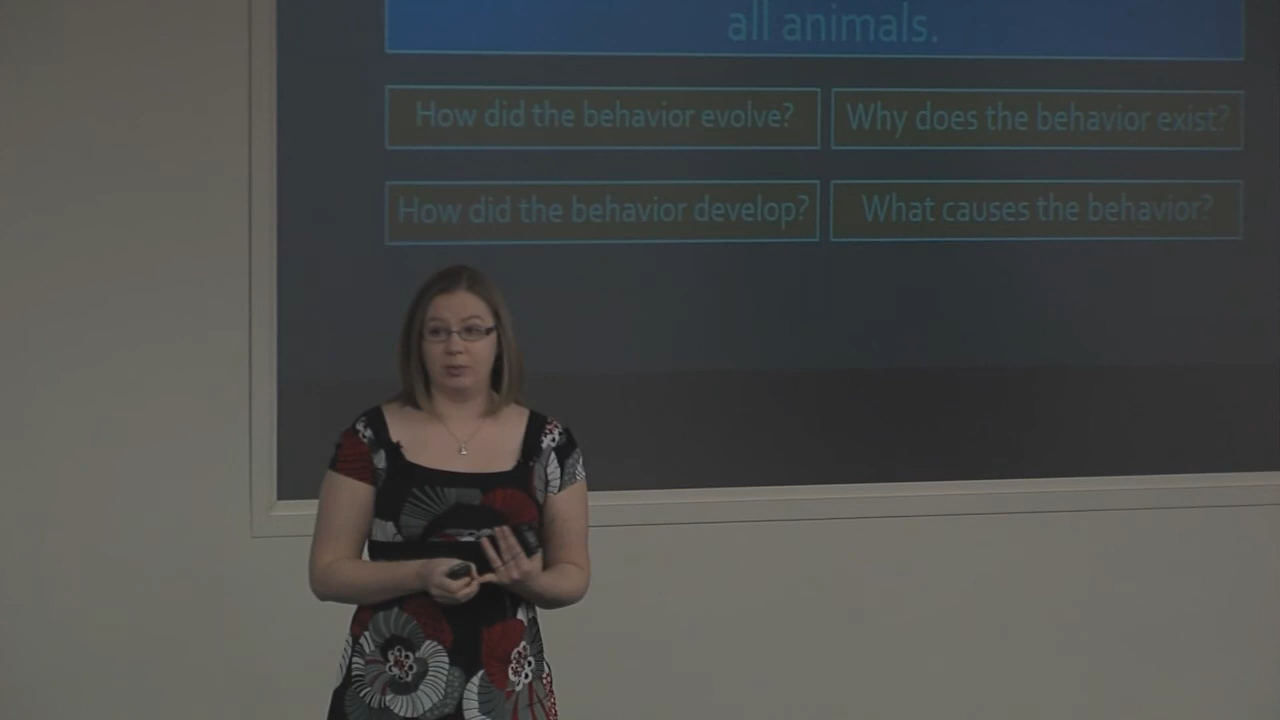 all animals.
How did the behavior evolve?
Why does the behavior exist?
How did the behavior develop?
What causes the behavior?